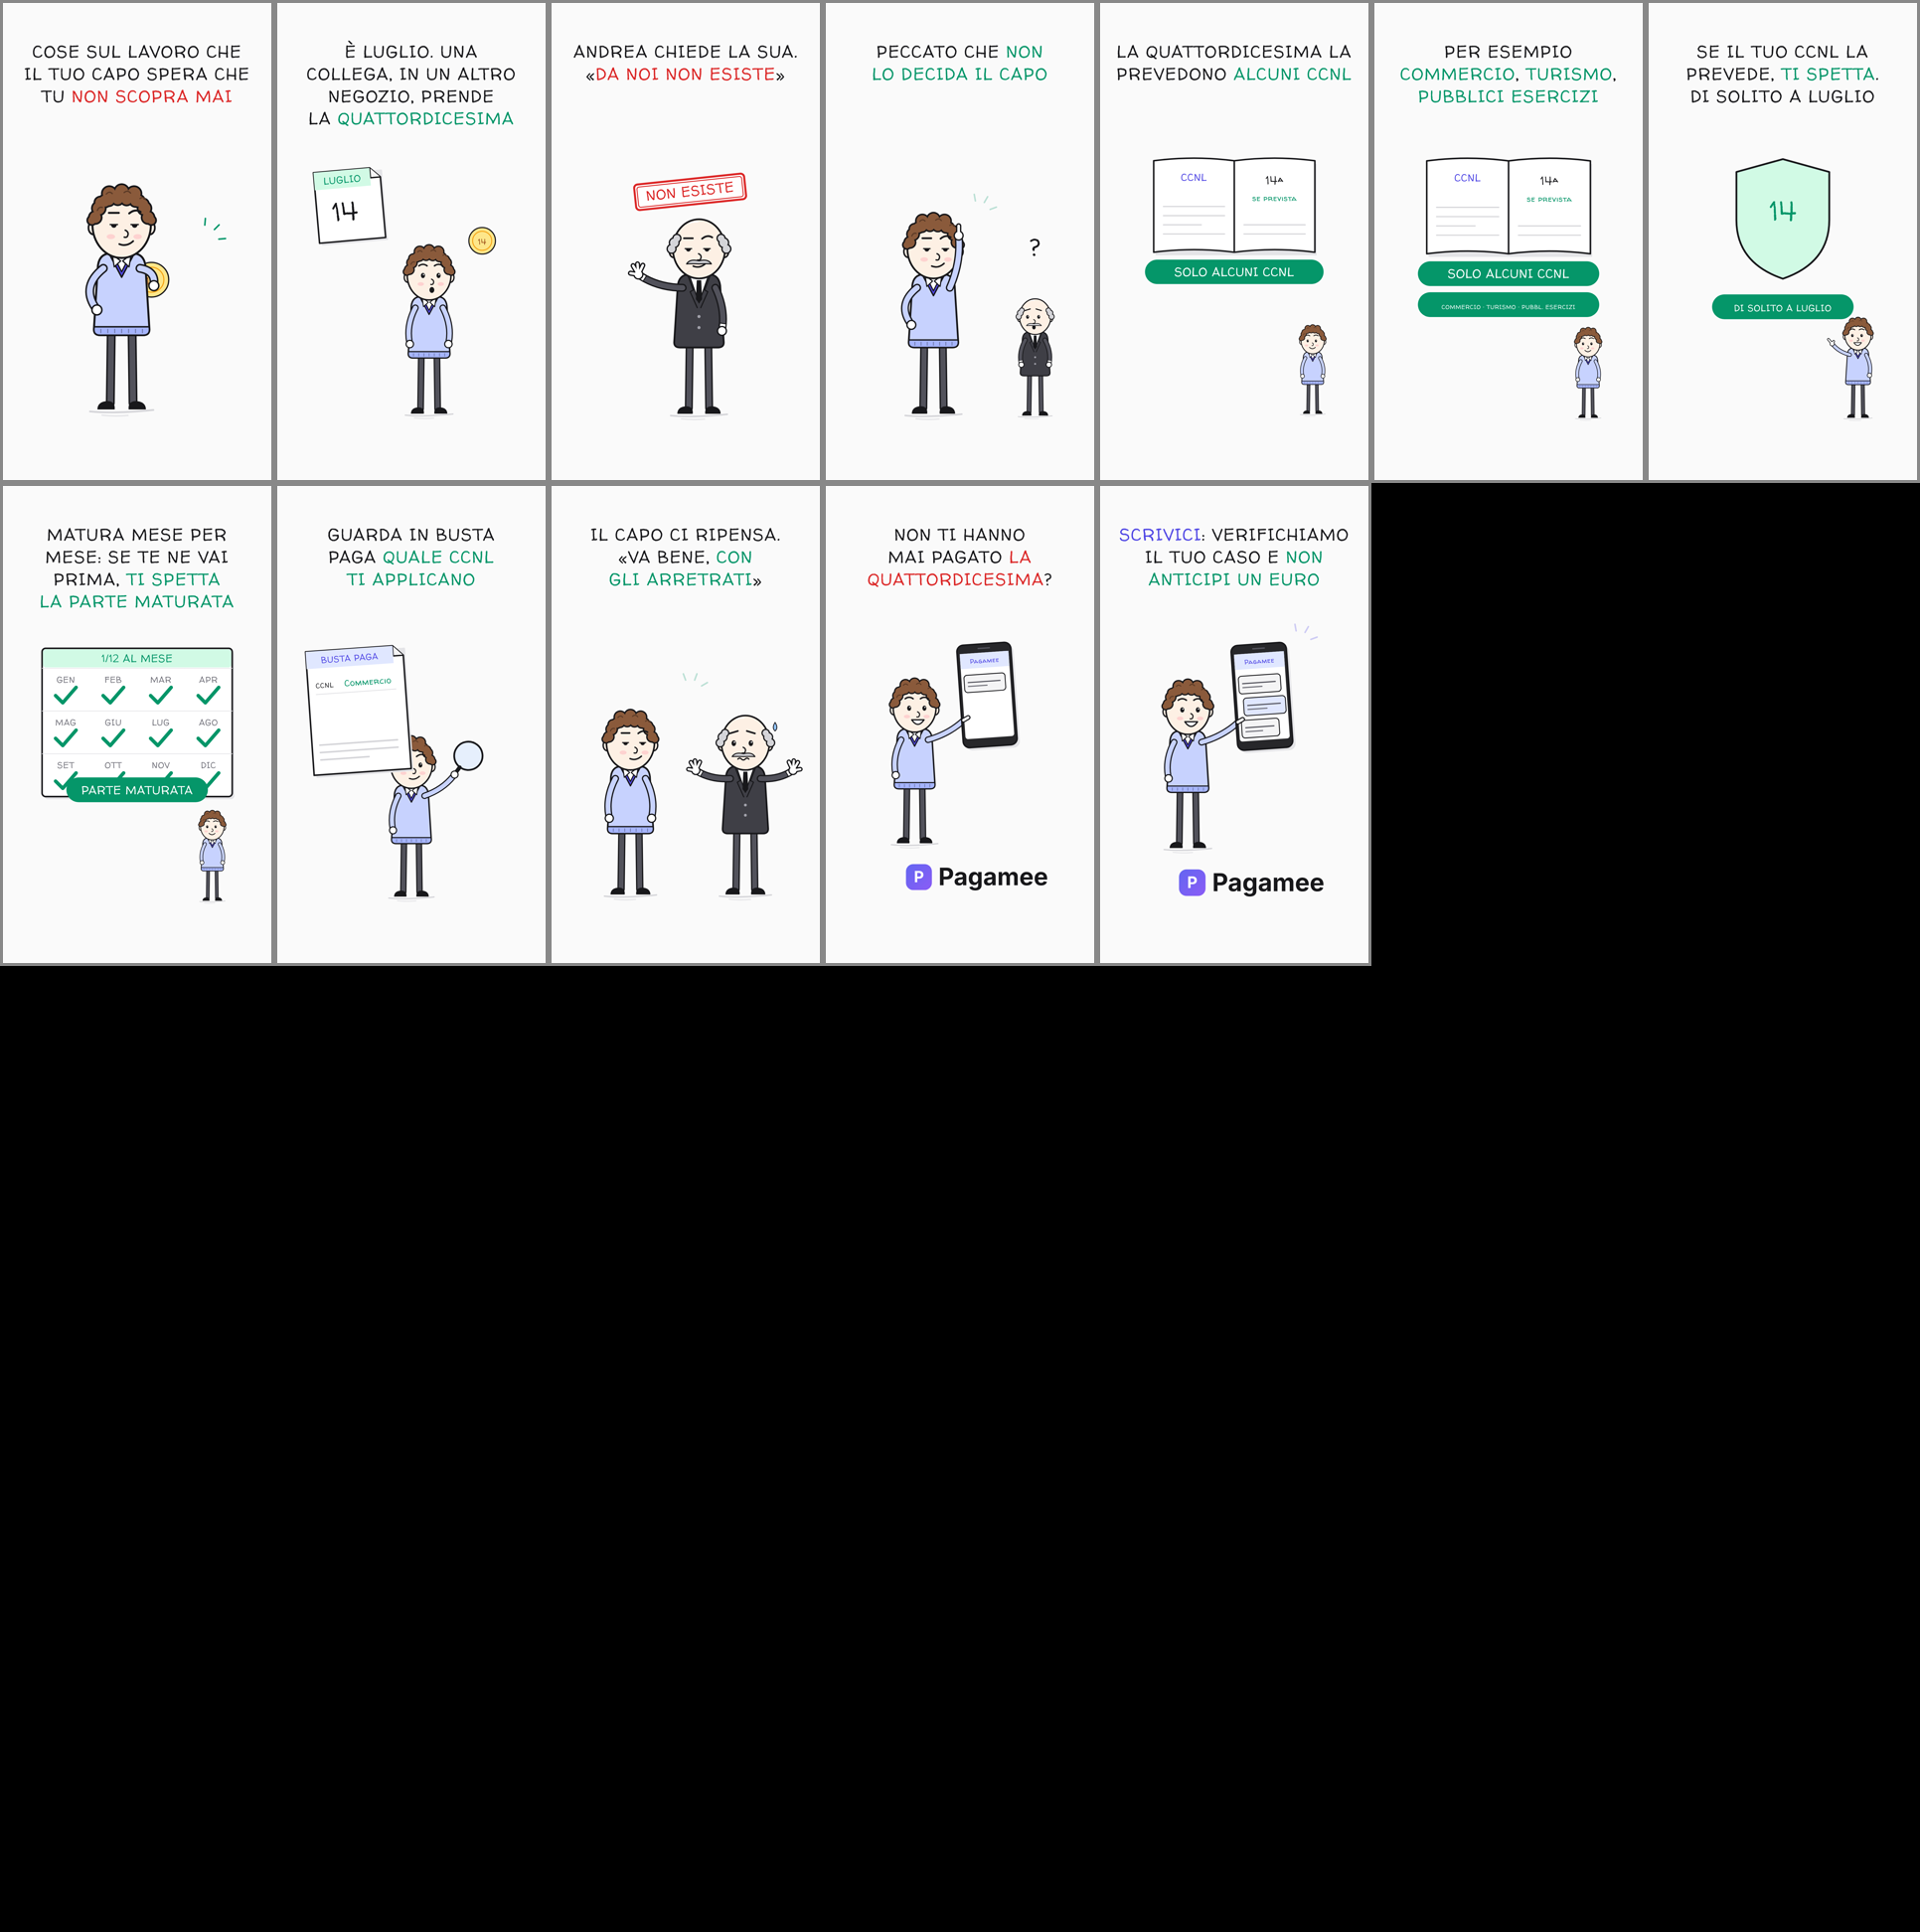 COSE SUL LAVORO CHE
IL TUO CAPO SPERA CHE
TU NON SCOPRA MAI
È LUGLIO. UNA
COLLEGA, IN UN ALTRO
NEGOZIO, PRENDE
LA QUATTORDICESIMA
LUGLIO
14
14
ANDREA CHIEDE LA SUA.
«DA NOI NON ESISTE»
NON ESISTE
PECCATO CHE NON
LO DECIDA IL CAPO
?
LA QUATTORDICESIMA LA
PREVEDONO ALCUNI CCNL
CCNL
14a
SE PREVISTA
SOLO ALCUNI CCNL
PER ESEMPIO
COMMERCIO, TURISMO,
PUBBLICI ESERCIZI
CCNL
14a
SE PREVISTA
SOLO ALCUNI CCNL
COMMERCIO · TURISMO · PUBBL. ESERCIZI
SE IL TUO CCNL LA
PREVEDE, TI SPETTA.
DI SOLITO A LUGLIO
14
DI SOLITO A LUGLIO
MATURA MESE PER
MESE: SE TE NE VAI
PRIMA, TI SPETTA
LA PARTE MATURATA
1/12 AL MESE
GEN FEB MAR APR
MAG GIU LUG AGO
SET OTT NOV DIC
PARTE MATURATA
GUARDA IN BUSTA
PAGA QUALE CCNL
TI APPLICANO
BUSTA PAGA
CCNL COMMERCIO
IL CAPO CI RIPENSA.
«VA BENE, CON
GLI ARRETRATI»
NON TI HANNO
MAI PAGATO LA
QUATTORDICESIMA?
PAGAMEE
P Pagamee
SCRIVICI: VERIFICHIAMO
IL TUO CASO E NON
ANTICIPI UN EURO
PAGAMEE
P Pagamee